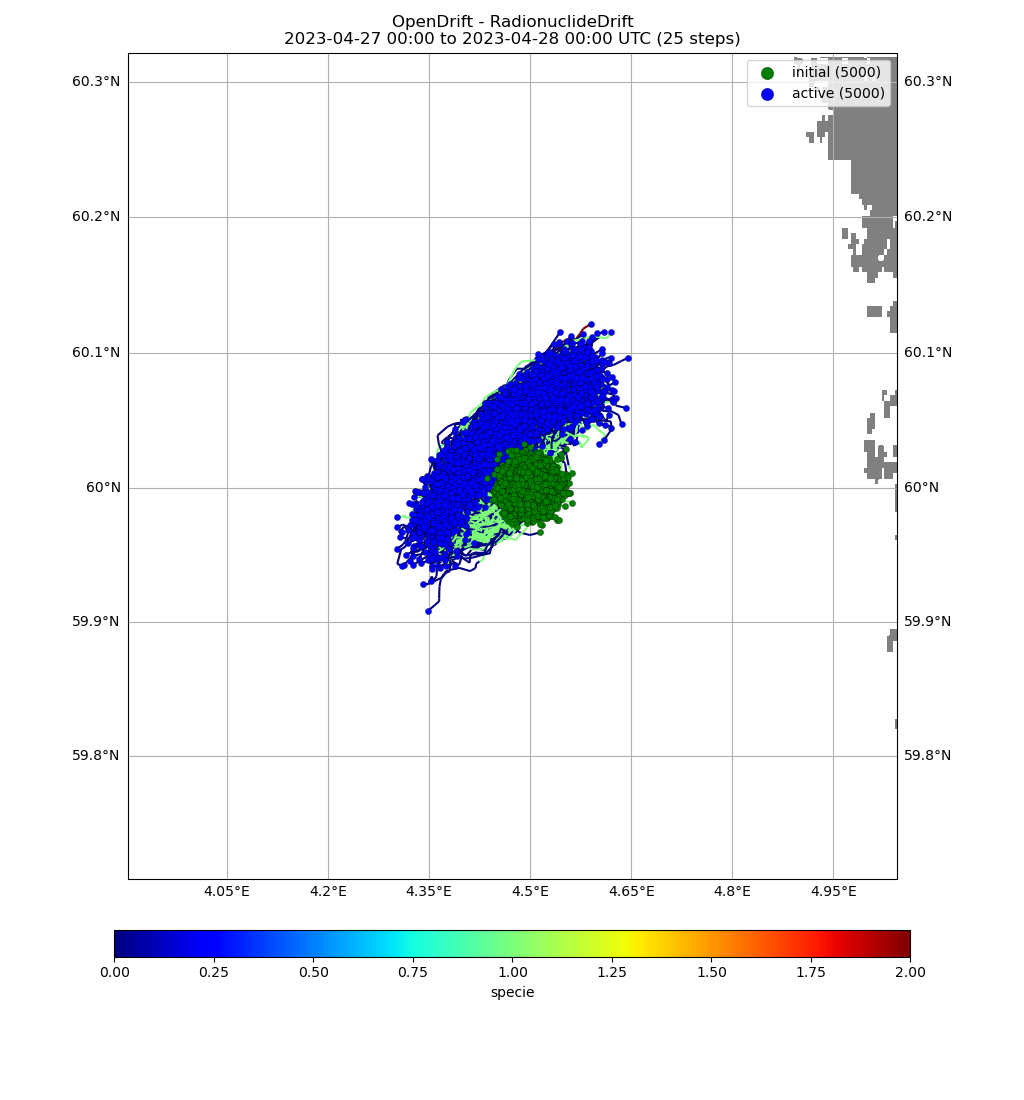 OpenDrift - RadionuclideDrift
2023-04-27 00:00 to 2023-04-28 00:00 UTC (25 steps)
initial (5000)
active (5000)
60.3°N 60.3°N
60.2°N 60.2°N
60.1°N 60.1°N
60°N 60°N
59.9°N 59.9°N
59.8°N 59.8°N
4.05°E 4.2°E 4.35°E 4.5°E 4.65°E 4.8°E 4.95°E
0.00 0.25 0.50 0.75 1.00 1.25 1.50 1.75 2.00
specie